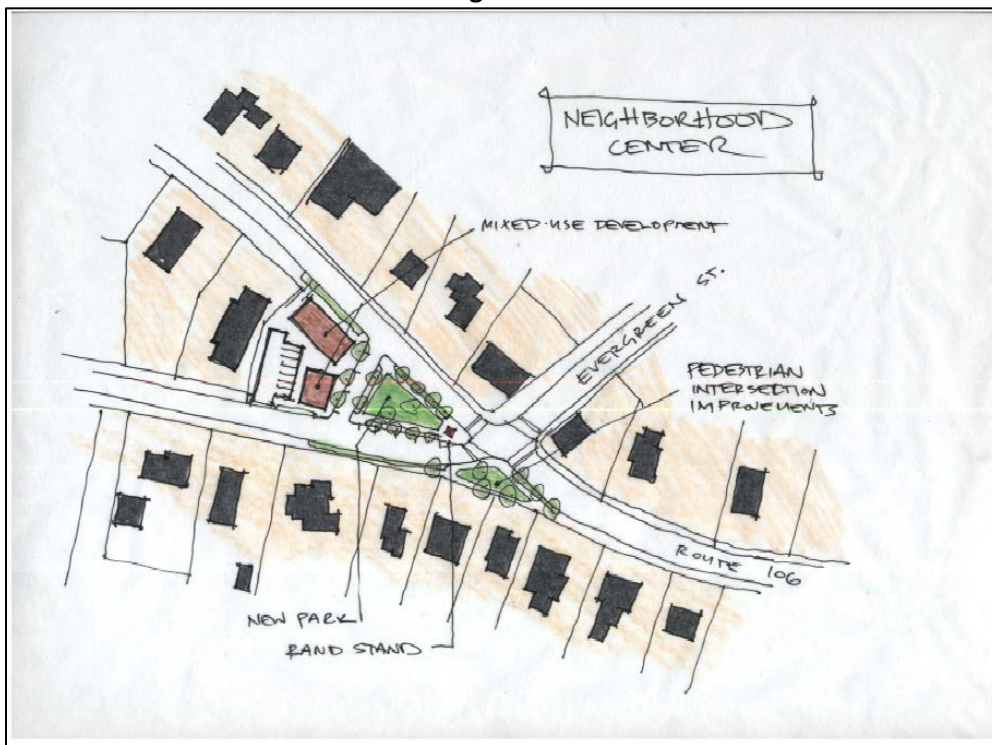 NEIGHBORHOOD
CENTER
MIXED-USE DEVELOPMENT
EVERGREEN ST.
PEDESTRIAN
INTERSECTION
IMPROVEMENTS
ROUTE 106
NEW PARK
BAND STAND